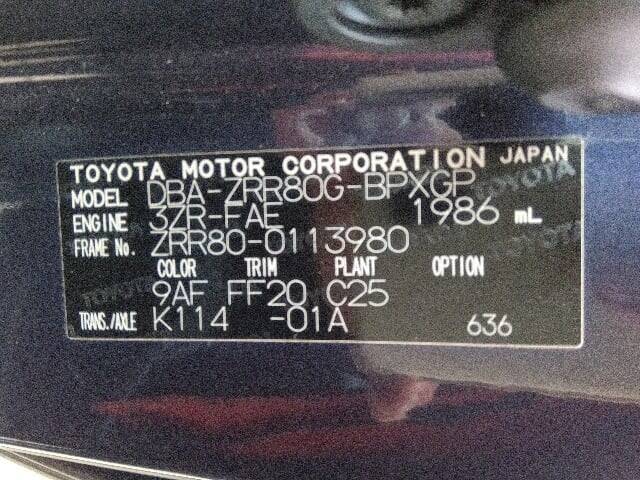 TOYOTA MOTOR CORPORATION JAPAN
MODEL DBA-ZRR80G-BPXGP
ENGINE 3ZR-FAE 1986 mL
FRAME No. ZRR80-0113980
COLOR TRIM PLANT OPTION
9AF FF20 C25
TRANS./AXLE K114 -01A 636